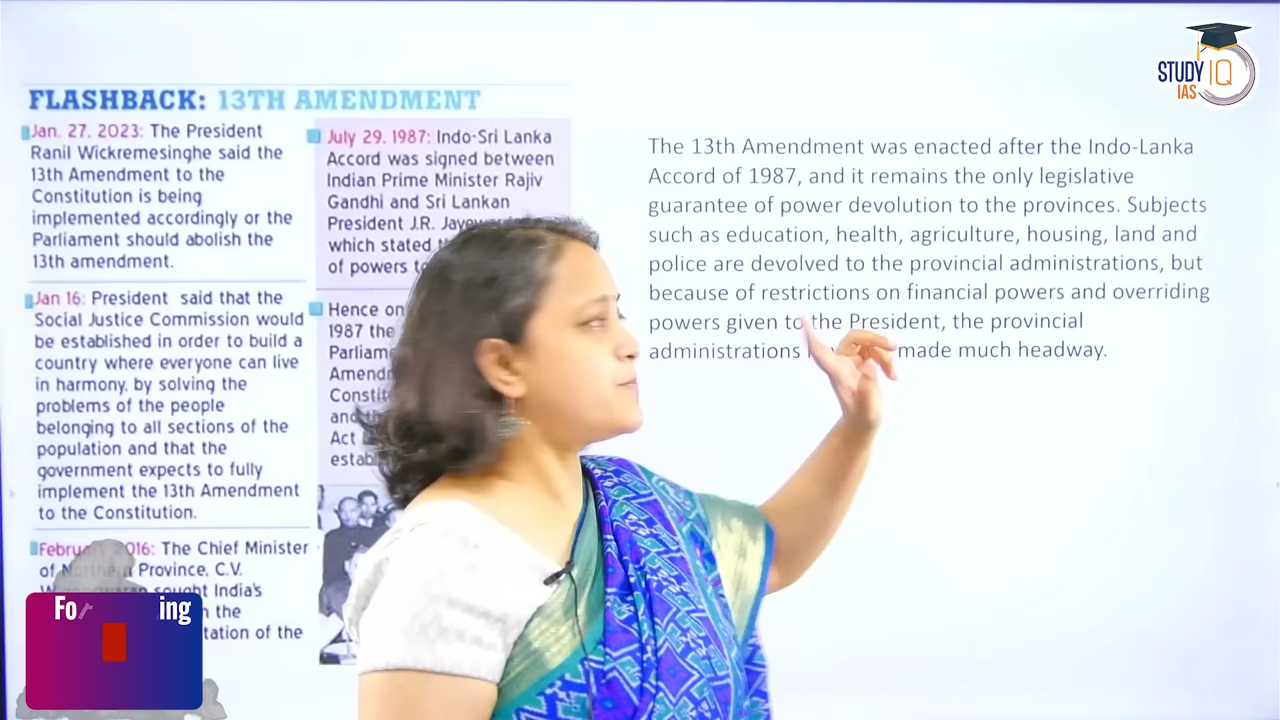 STUDY IQ
IAS
FLASHBACK: 13TH AMENDMENT
Jan. 27. 2023: The President
Ranil Wickremesinghe said the
13th Amendment to the
Constitution is being
implemented accordingly or the
Parliament should abolish the
13th amendment.
Jan 16: President said that the
Social Justice Commission would
be established in order to build a
country where everyone can live
in harmony. by solving the
problems of the people
belonging to all sections of the
population and that the
government expects to fully
implement the 13th Amendment
to the Constitution.
2016: The Chief Minister
of Northern Province, C.V.
sought India's
the
tation of the
July 29. 1987: Indo-Sri Lanka
Accord was signed between
Indian Prime Minister Rajiv
Gandhi and Sri Lankan
President J.R.
which stated
of powers
Hence on
1987 the
and
Act
The 13th Amendment was enacted after the Indo-Lanka
Accord of 1987, and it remains the only legislative
guarantee of power devolution to the provinces. Subjects
such as education, health, agriculture, housing, land and
police are devolved to the provincial administrations, but
because of restrictions on financial powers and overriding
powers given to the President, the provincial
administrations made much headway.